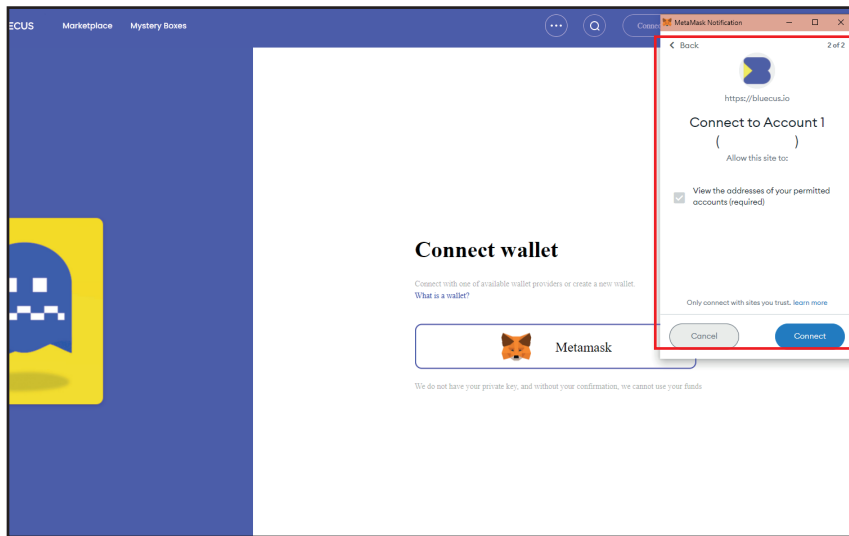 ECUS Marketplace Mystery Boxes
MetaMask Notification
Back 2 of 2
https://bluecus.io
Connect to Account 1
( )
Allow this site to:
View the addresses of your permitted
accounts (required)
Only connect with sites you trust. learn more
Cancel Connect
Connect wallet
Connect with one of available wallet providers or create a new wallet.
What is a wallet?
Metamask
We do not have your private key, and without your confirmation, we cannot use your funds